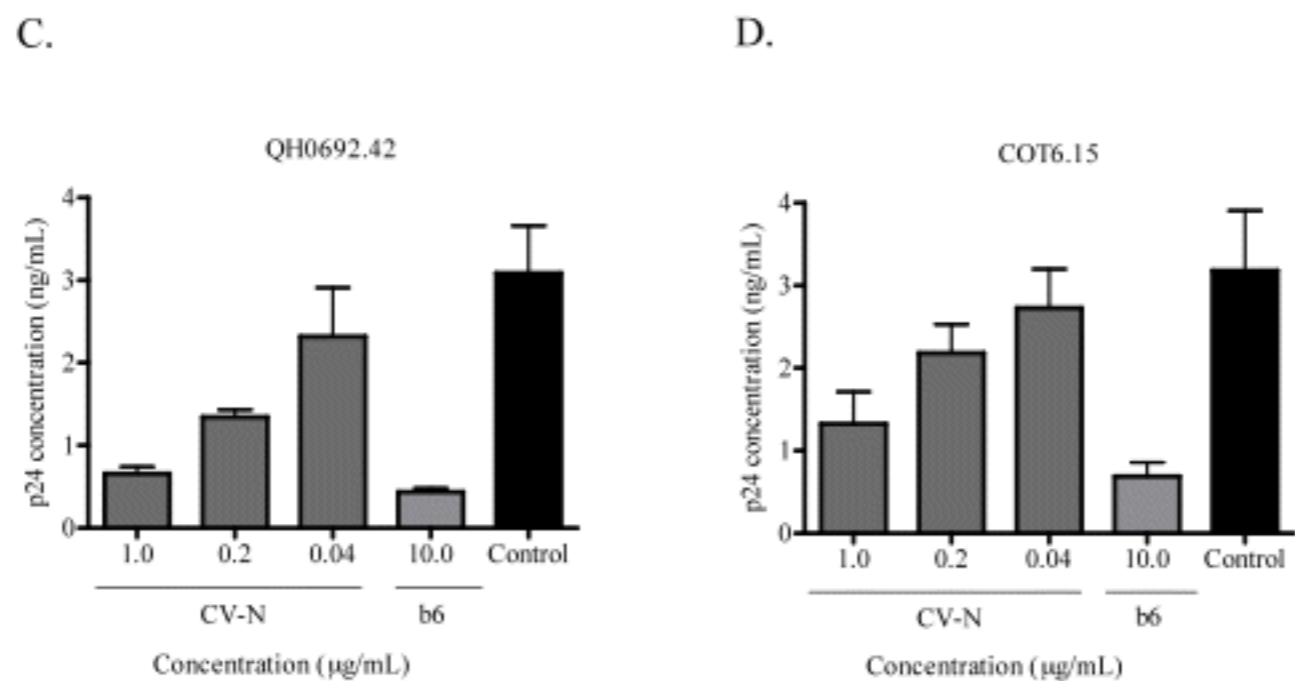 C.
QH0692.42
p24 concentration (ng/mL)
4
3
2
1
0
1.0 0.2 0.04 10.0 Control
CV-N b6
Concentration (μg/mL)
D.
COT6.15
p24 concentration (ng/mL)
4
3
2
1
0
1.0 0.2 0.04 10.0 Control
CV-N b6
Concentration (μg/mL)